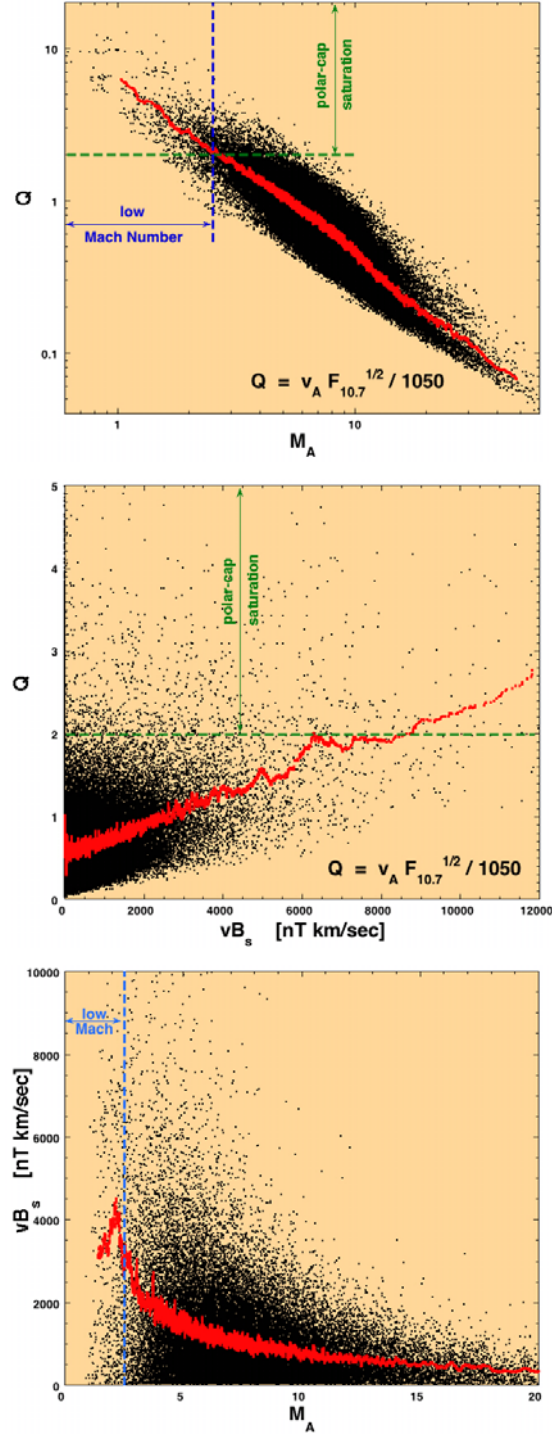 10
1
0.1
Q
polar-cap
saturation
low
Mach Number
Q = v_A F_10.7^1/2 / 1050
1
10
M_A
5
4
3
2
1
0
Q
polar-cap
saturation
Q = v_A F_10.7^1/2 / 1050
0
2000
4000
6000
8000
10000
12000
vB_s [nT km/sec]
10000
8000
6000
4000
2000
0
vB_s [nT km/sec]
low
Mach
0
5
10
15
20
M_A